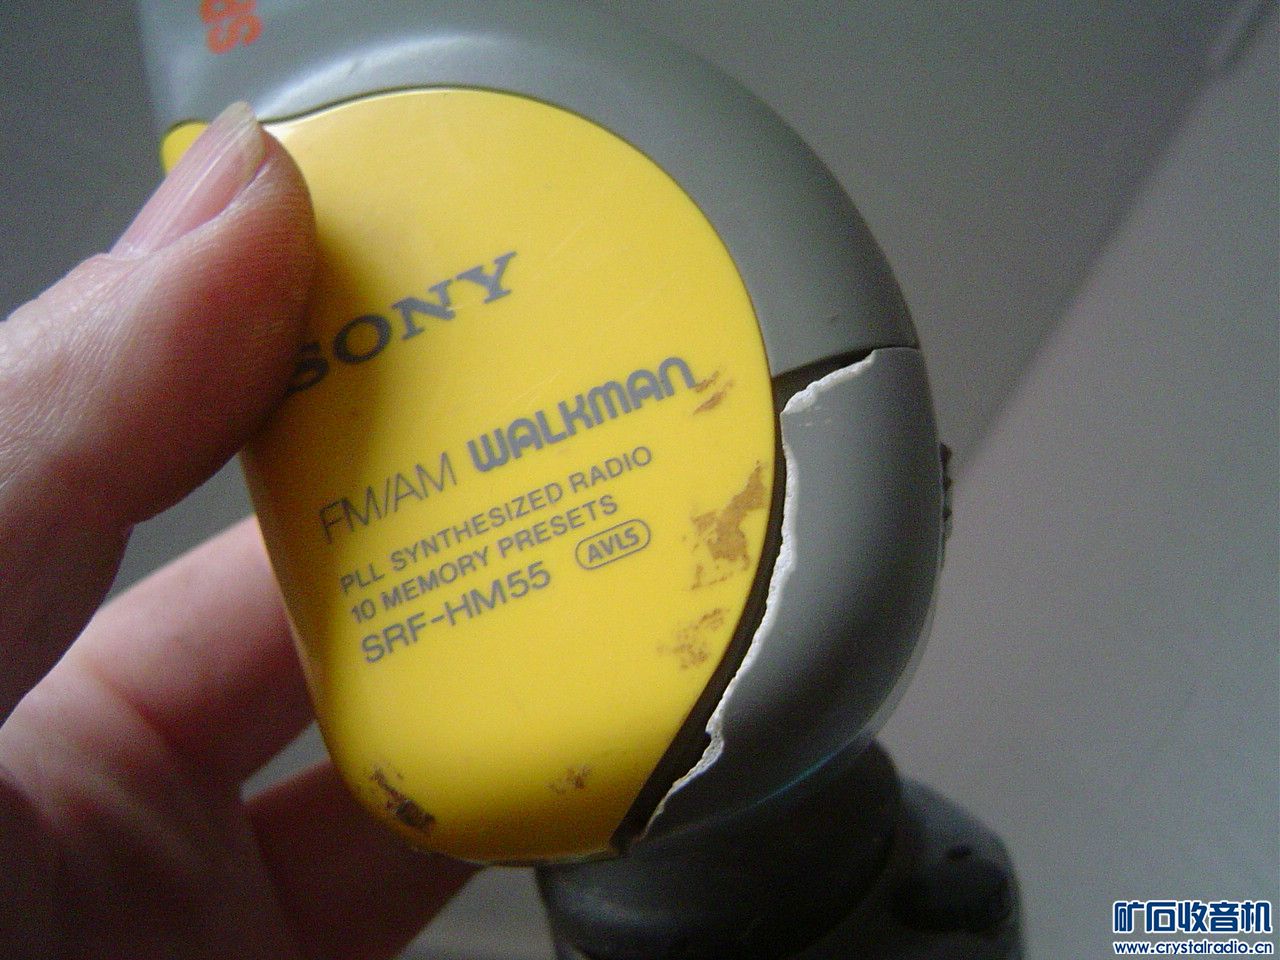 SONY
FM/AM WALKMAN
PLL SYNTHESIZED RADIO
10 MEMORY PRESETS
SRF-HM55 AVLS
矿石收音机
www.crystalradio.cn